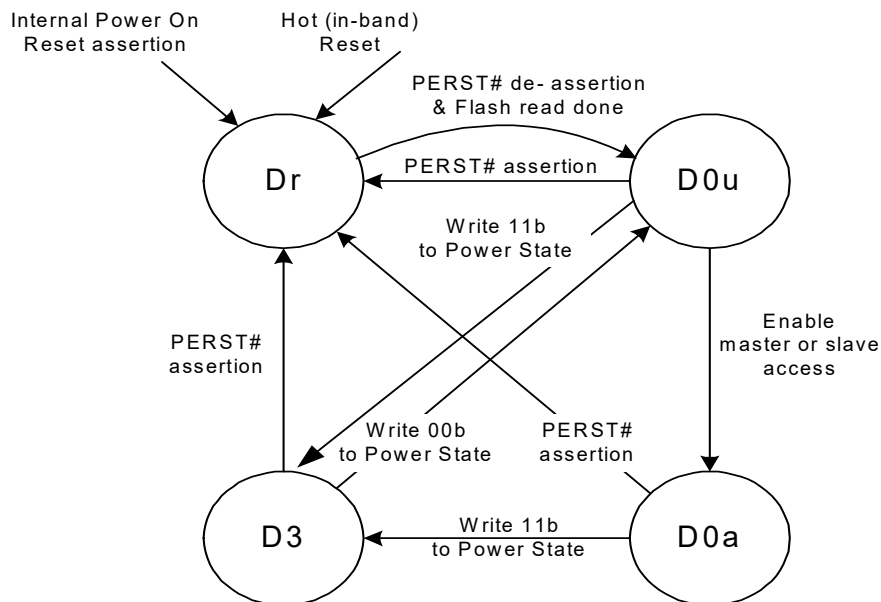 Internal Power On
Reset assertion
Hot (in-band)
Reset
PERST# de- assertion
& Flash read done
Dr
PERST# assertion
D0u
Write 11b
to Power State
PERST#
assertion
Enable
master or slave
access
Write 00b
to Power State
PERST#
assertion
D3
Write 11b
to Power State
D0a